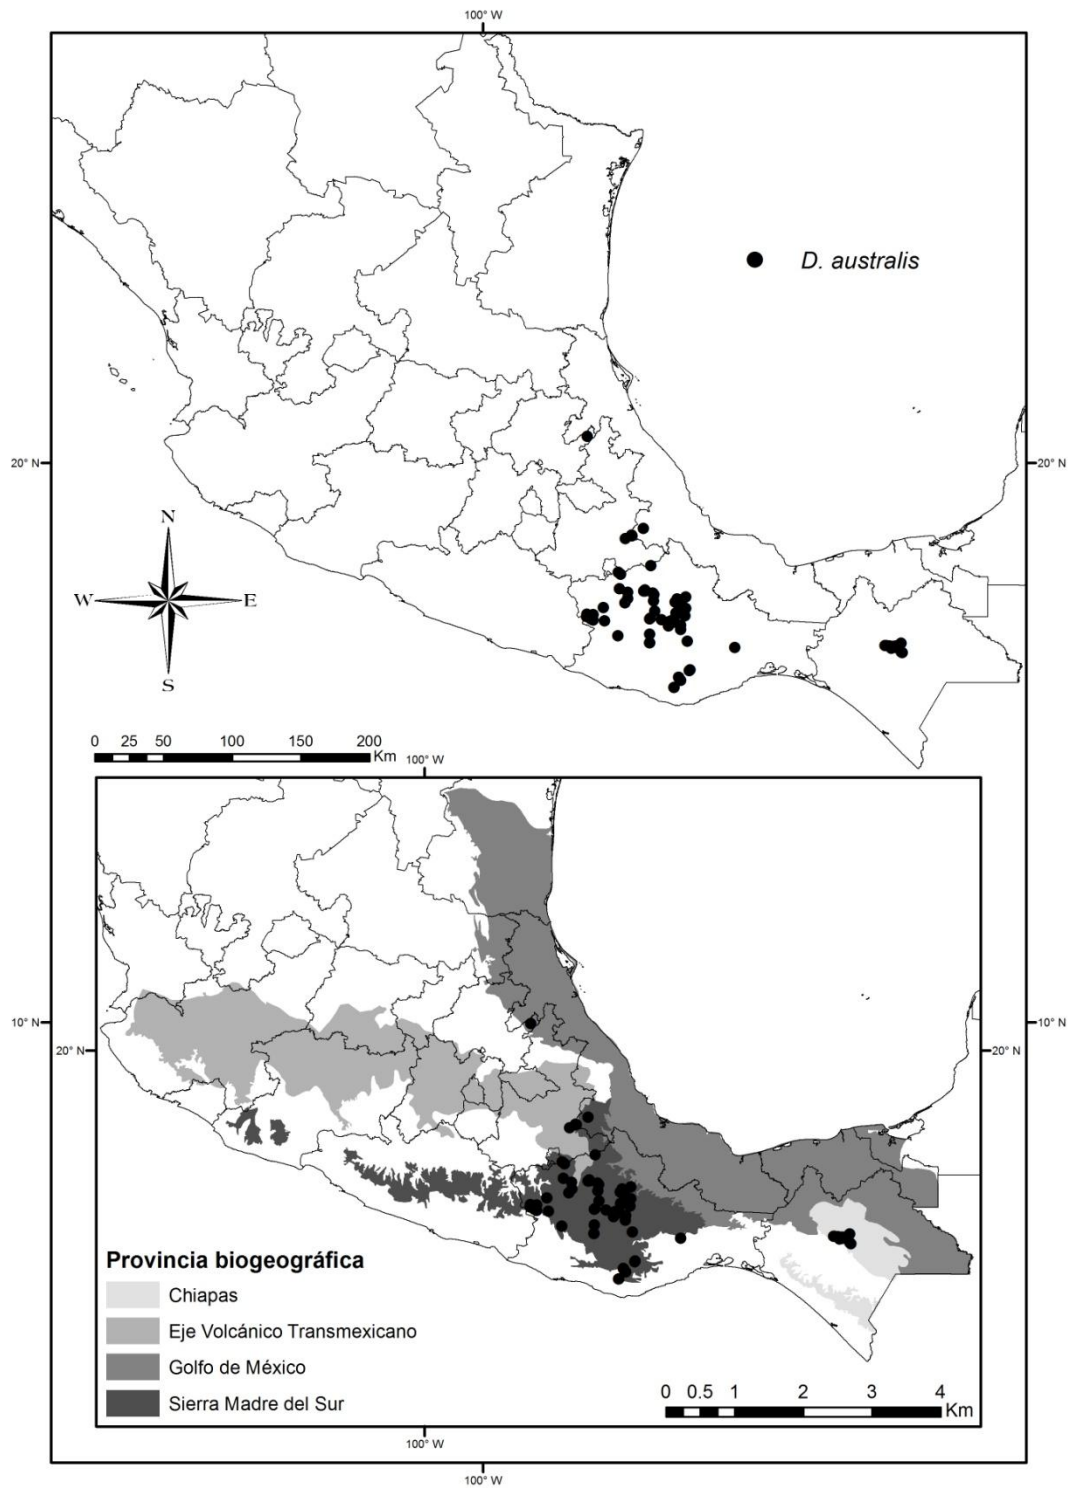 100° W
D. australis
20° N
20° N
N
W
E
S
0 25 50 100 150 200
Km
100° W
10° N
10° N
20° N
20° N
Provincia biogeográfica
Chiapas
Eje Volcánico Transmexicano
Golfo de México
Sierra Madre del Sur
0 0.5 1 2 3 4
Km
100° W
100° W